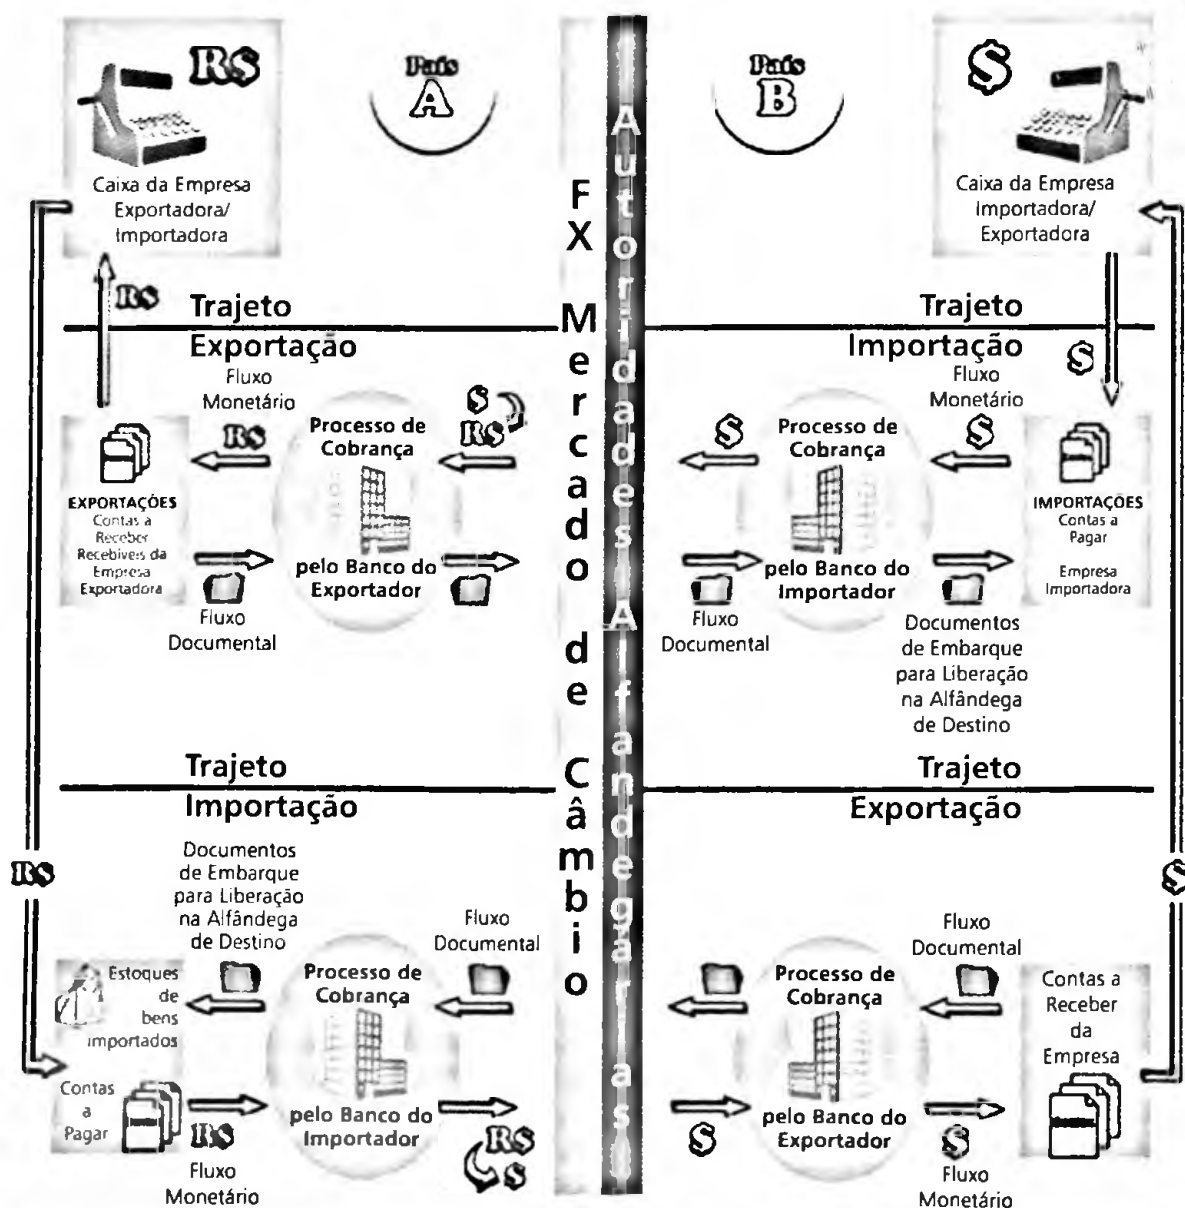 R$
País
A
País
B
$
Caixa da Empresa
Exportadora/
Importadora
Caixa da Empresa
Importadora/
Exportadora
FX Mercado de Câmbio
Autoridades Alfandegárias
R$
Trajeto
Exportação
Fluxo
Monetário
Trajeto
Importação
Fluxo
Monetário
$
EXPORTAÇÕES
Contas a
Receber
Recebíveis da
Empresa
Exportadora
R$
Processo de
Cobrança
pelo Banco do
Exportador
$
R$
Fluxo
Documental
$
Processo de
Cobrança
pelo Banco do
Importador
$
IMPORTAÇÕES
Contas a
Pagar
Empresa
Importadora
Fluxo
Documental
Documentos
de Embarque
para Liberação
na Alfândega
de Destino
Trajeto
Importação
Trajeto
Exportação
R$
$
Documentos
de Embarque
para Liberação
na Alfândega
de Destino
Fluxo
Documental
Estoques
de
bens
importados
Processo de
Cobrança
pelo Banco do
Importador
Contas
a
Pagar
R$
Fluxo
Monetário
R$
$
Fluxo
Documental
Processo de
Cobrança
pelo Banco do
Exportador
Contas a
Receber
da
Empresa
$
$
Fluxo
Monetário